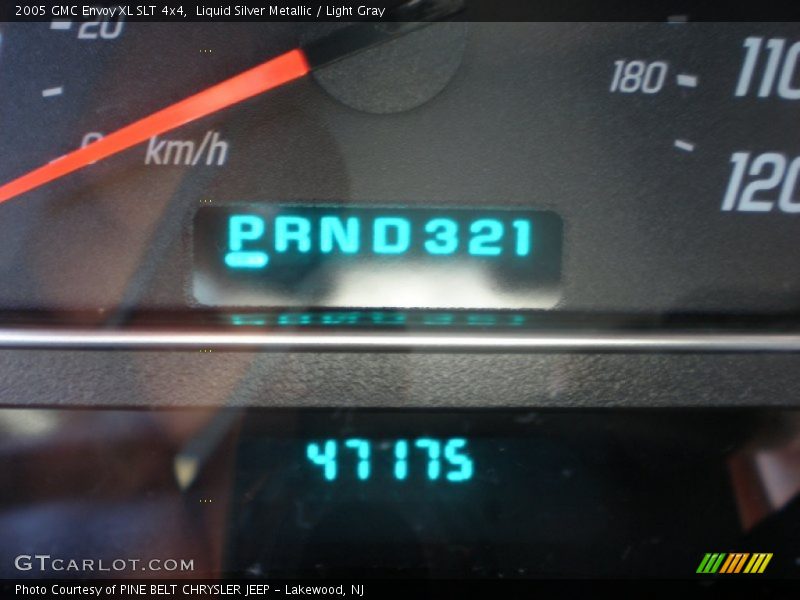 2005 GMC Envoy XL SLT 4x4,  Liquid Silver Metallic / Light Gray
20
0
km/h
180
110
120
PRND321
47175
GTCARLOT.COM
Photo Courtesy of PINE BELT CHRYSLER JEEP - Lakewood, NJ